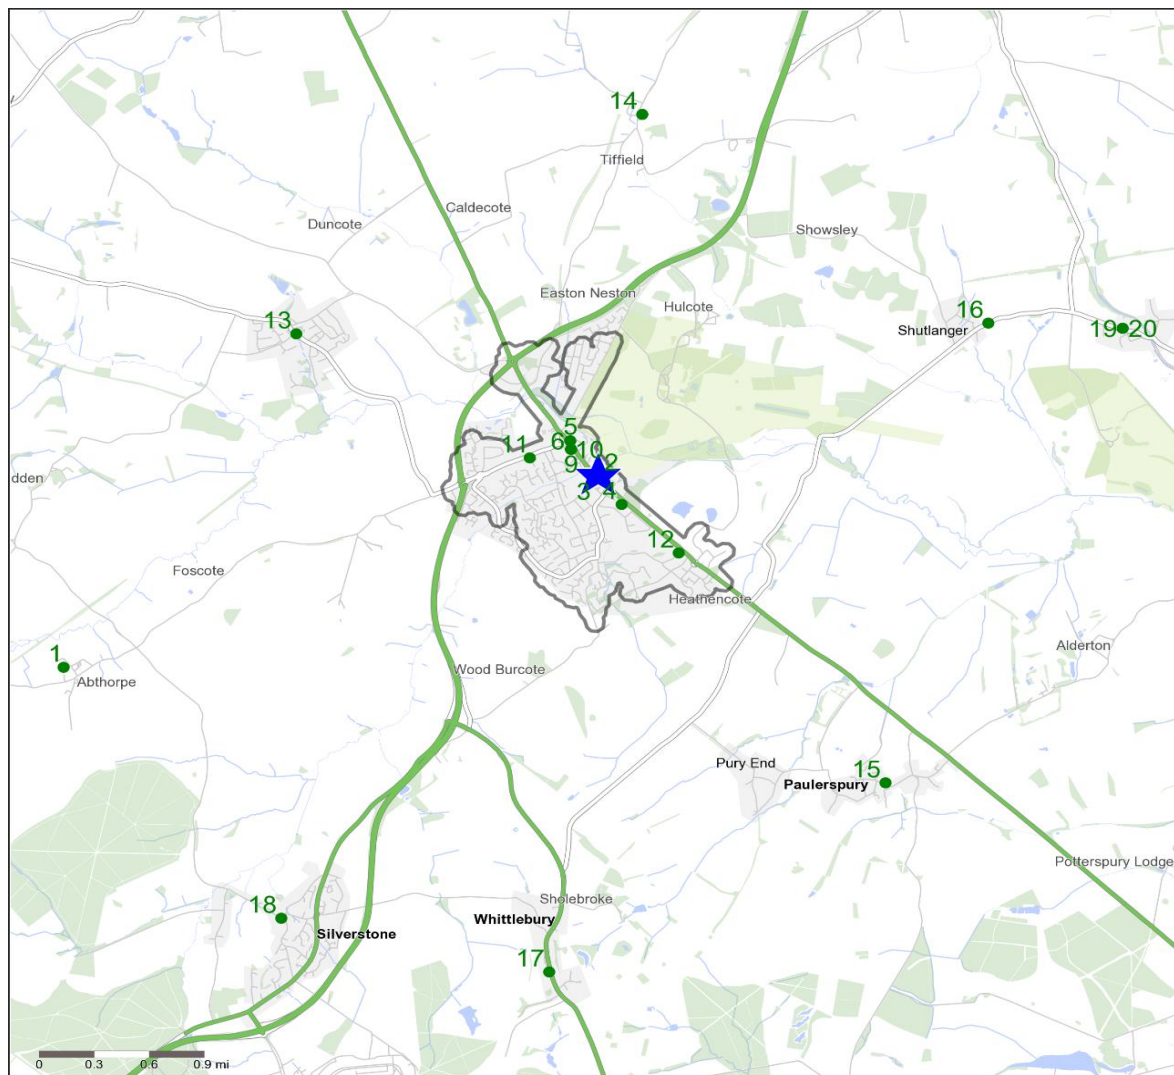 14
Tiffield
Caldecote
Duncote
Showsley
Easton Neston
Hulcote
13
16
Shutlanger
19 20
5
6
10
11
9
2
3
4
dden
12
Foscote
Heathencote
1
Abthorpe
Wood Burcote
Alderton
Pury End
15
Paulerspury
Potterspury Lodge
18
Silverstone
Sholebroke
Whittlebury
17
0 0.3 0.6 0.9 mi